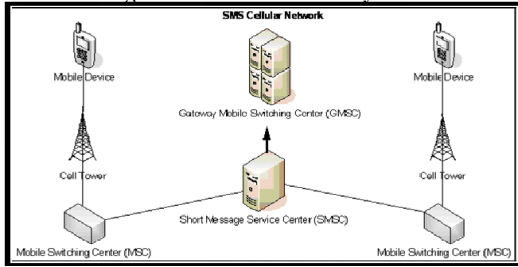 SMS Cellular Network
Mobile Device
Mobile Device
Gateway Mobile Switching Center (GMSC)
Cell Tower
Cell Tower
Short Message Service Center (SMSC)
Mobile Switching Center (MSC)
Mobile Switching Center (MSC)